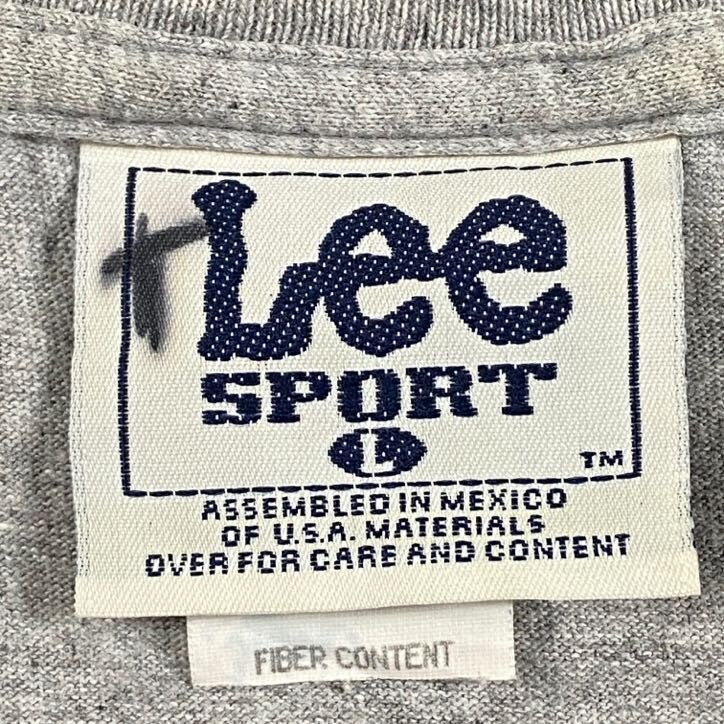 Lee
SPORT
L
TM
ASSEMBLED IN MEXICO
OF U.S.A. MATERIALS
OVER FOR CARE AND CONTENT
FIBER CONTENT